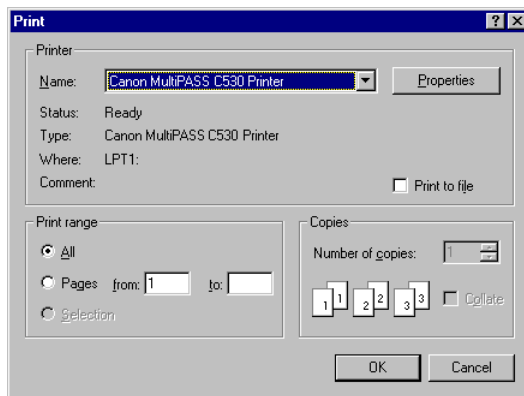 Print
Printer
Name: Canon MultiPASS C530 Printer Properties
Status: Ready
Type: Canon MultiPASS C530 Printer
Where: LPT1:
Comment: Print to file
Print range
All
Pages from: 1 to:
Selection
Copies
Number of copies: 1
1 1 2 2 3 3 Collate
OK Cancel